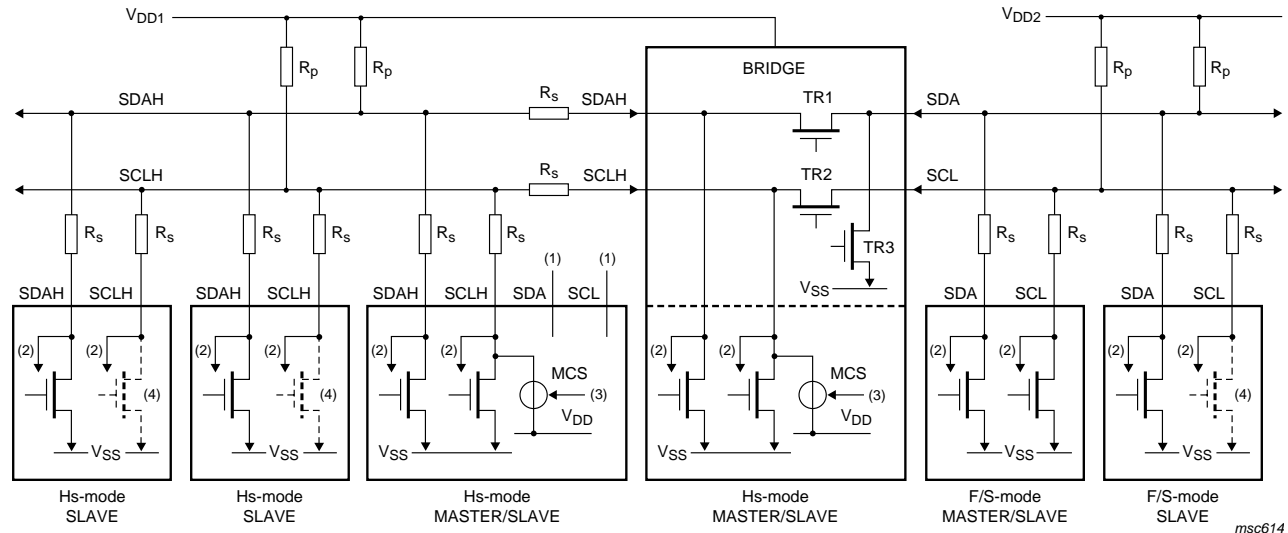 VDD1
VDD2
BRIDGE
Rp Rp Rp Rp
SDAH Rs SDAH TR1 SDA
SCLH Rs SCLH TR2 SCL
Rs Rs Rs Rs Rs Rs Rs Rs Rs Rs
TR3
(1) (1)
VSS
SDAH SCLH SDAH SCLH SDAH SCLH SDA SCL SDA SCL SDA SCL
(2) (2) (2) (2) (2) (2) (2) (2) (2) (2) (2) (2)
MCS MCS
(4) (4) (3) (3) (4)
VDD VDD
VSS VSS VSS VSS VSS VSS
Hs-mode
SLAVE
Hs-mode
SLAVE
Hs-mode
MASTER/SLAVE
Hs-mode
MASTER/SLAVE
F/S-mode
MASTER/SLAVE
F/S-mode
SLAVE
msc614